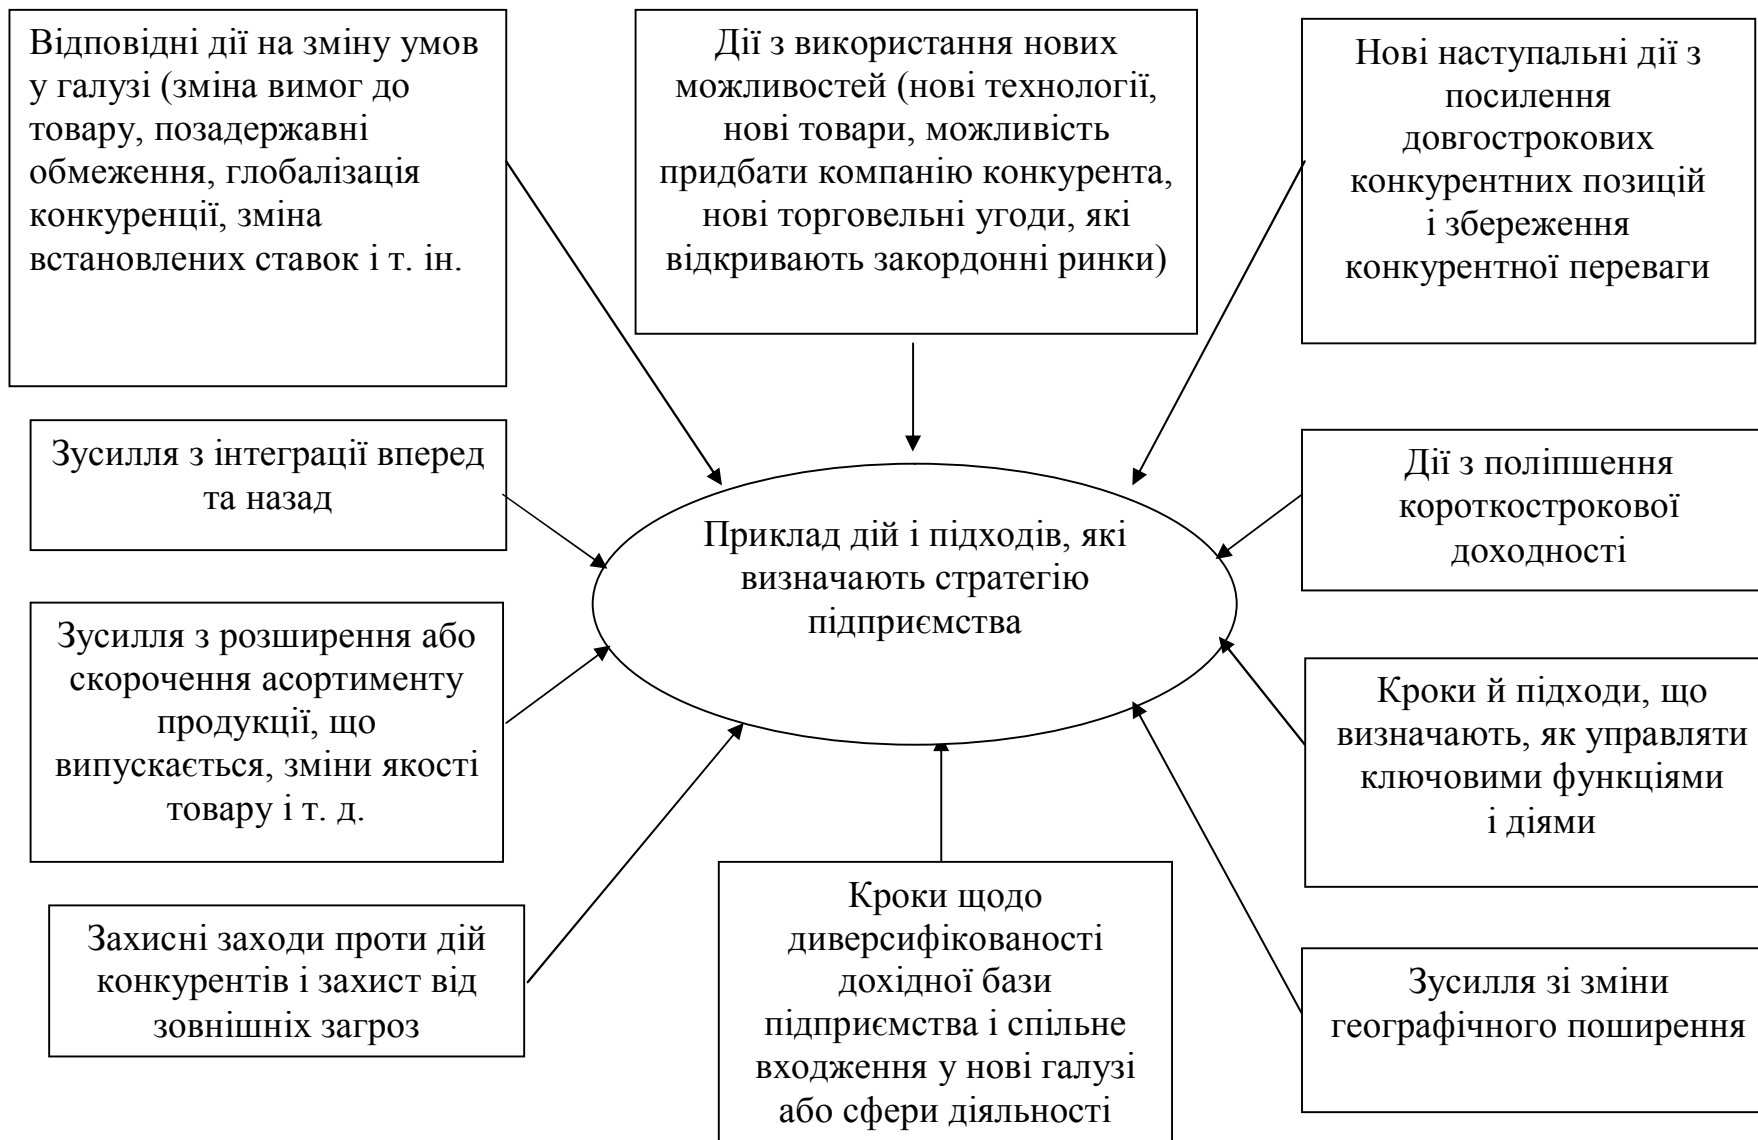 Відповідні дії на зміну умов
у галузі (зміна вимог до
товару, позадержавні
обмеження, глобалізація
конкуренції, зміна
встановлених ставок і т. ін.
Дії з використання нових
можливостей (нові технології,
нові товари, можливість
придбати компанію конкурента,
нові торговельні угоди, які
відкривають закордонні ринки)
Нові наступальні дії з
посилення
довгострокових
конкурентних позицій
і збереження
конкурентної переваги
Зусилля з інтеграції вперед
та назад
Приклад дій і підходів, які
визначають стратегію
підприємства
Дії з поліпшення
короткострокової
доходності
Зусилля з розширення або
скорочення асортименту
продукції, що
випускається, зміни якості
товару і т. д.
Кроки й підходи, що
визначають, як управляти
ключовими функціями
і діями
Захисні заходи проти дій
конкурентів і захист від
зовнішніх загроз
Кроки щодо
диверсифікованості
дохідної бази
підприємства і спільне
входження у нові галузі
або сфери діяльності
Зусилля зі зміни
географічного поширення